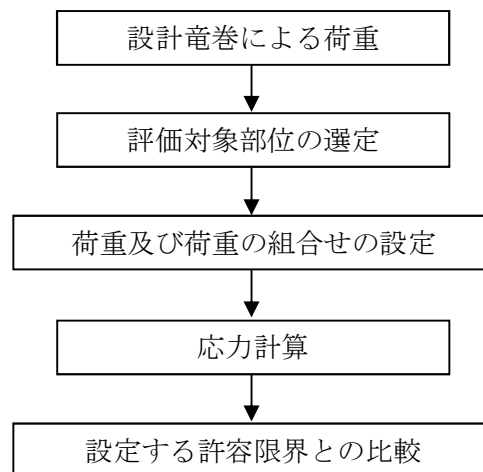 設計竜巻による荷重
評価対象部位の選定
荷重及び荷重の組合せの設定
応力計算
設定する許容限界との比較